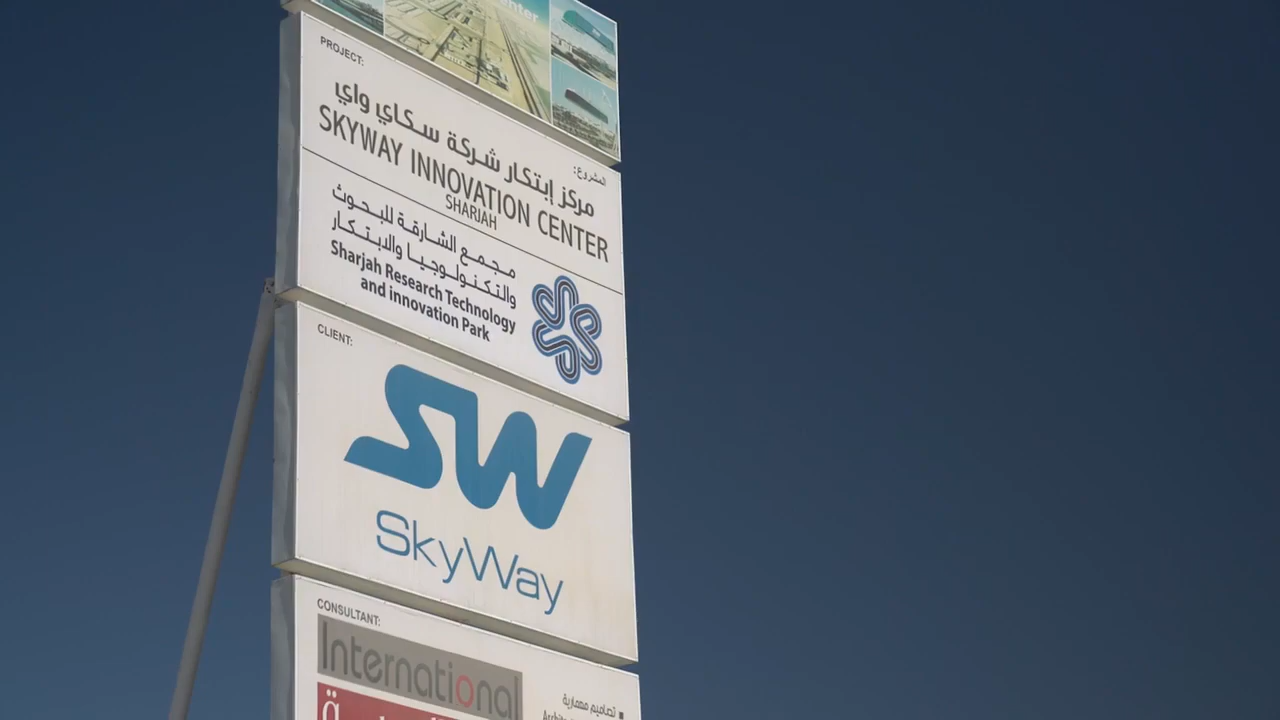 PROJECT:
المشروع:
مركز إبتكار شركة سكاي واي
SKYWAY INNOVATION CENTER
SHARJAH
مجمع الشارقة للبحوث
والتكنولوجيا والابتكار
Sharjah Research Technology
and innovation Park
CLIENT:
SW
SkyWay
CONSULTANT:
International
تصاميم معمارية